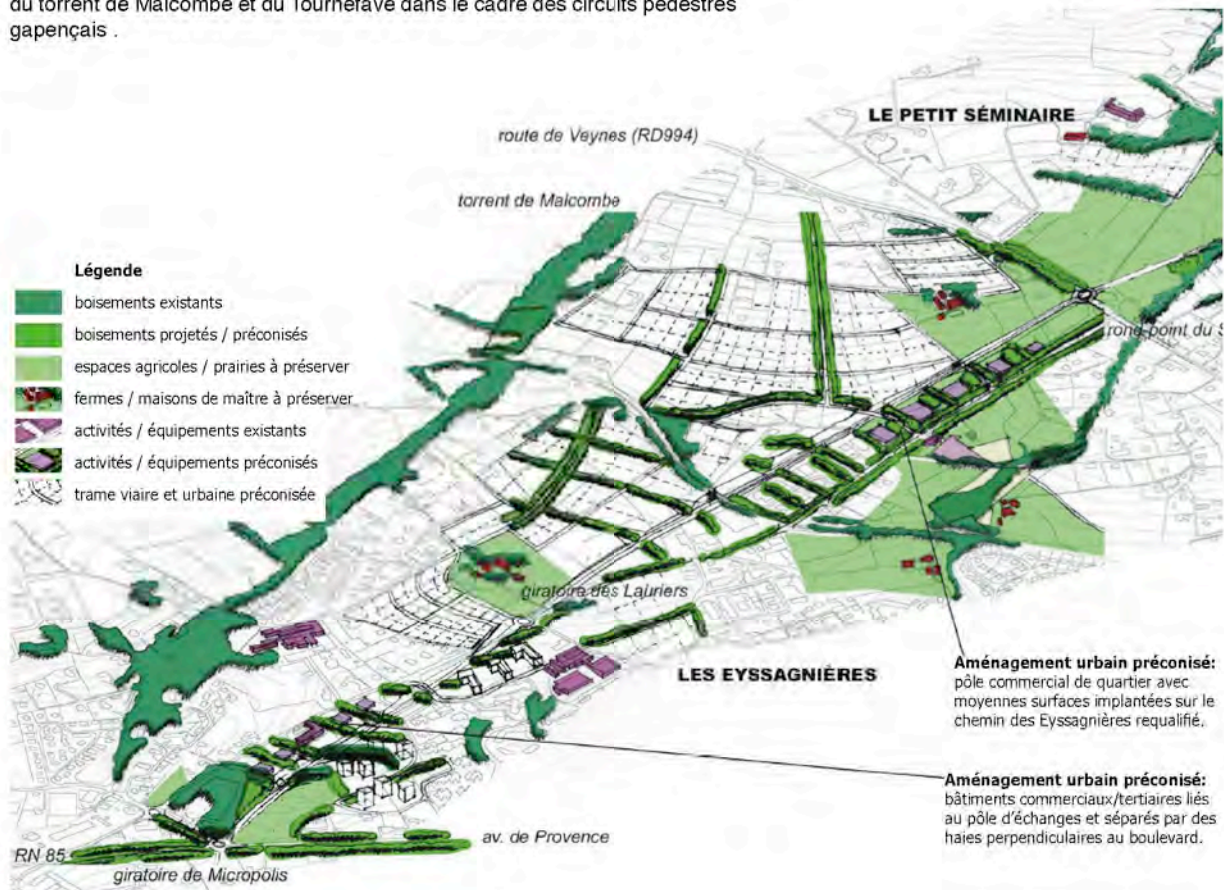 du torrent de Malcombe et du Tournefave dans le cadre des circuits pédestres
gapençais .
LE PETIT SÉMINAIRE
route de Veynes (RD994)
torrent de Malcombe
Légende
boisements existants
boisements projetés / préconisés
espaces agricoles / prairies à préserver
fermes / maisons de maître à préserver
activités / équipements existants
activités / équipements préconisés
trame viaire et urbaine préconisée
rond point du S
giratoire des Lauriers
LES EYSSAGNIÈRES
Aménagement urbain préconisé:
pôle commercial de quartier avec
moyennes surfaces implantées sur le
chemin des Eyssagnières requalifié.
Aménagement urbain préconisé:
bâtiments commerciaux/tertiaires liés
au pôle d'échanges et séparés par des
haies perpendiculaires au boulevard.
av. de Provence
RN 85
giratoire de Micropolis